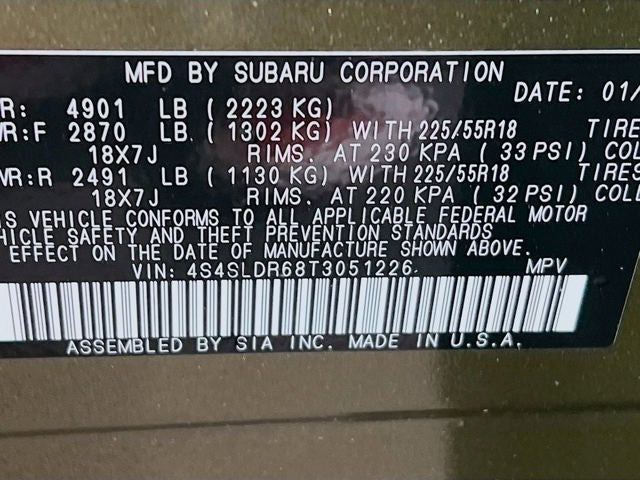 MFD BY SUBARU CORPORATION
DATE: 01/
WR: 4901 LB (2223 KG)
WR:F 2870 LB (1302 KG) WITH 225/55R18 TIRE
18X7J RIMS. AT 230 KPA (33 PSI) COL
WR:R 2491 LB (1130 KG) WITH 225/55R18 TIRES
18X7J RIMS. AT 220 KPA (32 PSI) COL
IS VEHICLE CONFORMS TO ALL APPLICABLE FEDERAL MOTOR
HICLE SAFETY AND THEFT PREVENTION STANDARDS
EFFECT ON THE DATE OF MANUFACTURE SHOWN ABOVE.
VIN: 4S4SLDR68T3051226 MPV
ASSEMBLED BY SIA INC. MADE IN U.S.A.